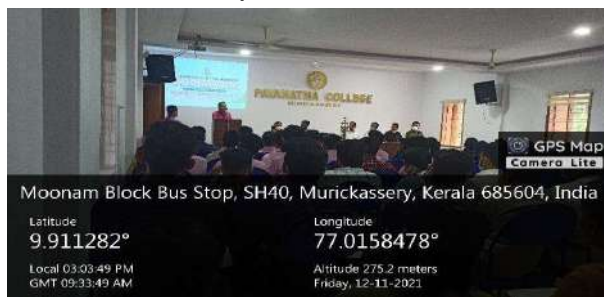 PAVANATMA COLLEGE
GPS Map
Camera Lite
Moonam Block Bus Stop, SH40, Murickassery, Kerala 685604, India
Latitude
9.911282°
Longitude
77.0158478°
Local 03:03:49 PM
GMT 09:33:49 AM
Altitude 275.2 meters
Friday, 12-11-2021